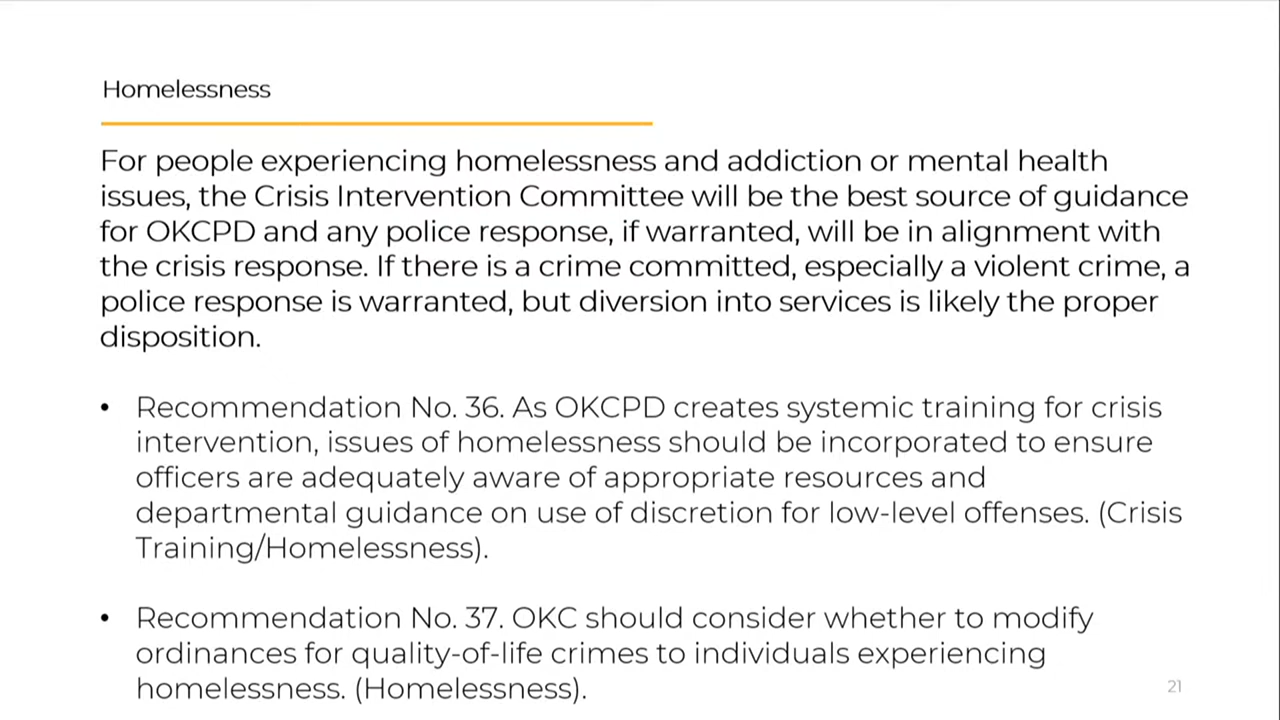 Homelessness
For people experiencing homelessness and addiction or mental health
issues, the Crisis Intervention Committee will be the best source of guidance
for OKCPD and any police response, if warranted, will be in alignment with
the crisis response. If there is a crime committed, especially a violent crime, a
police response is warranted, but diversion into services is likely the proper
disposition.
• Recommendation No. 36. As OKCPD creates systemic training for crisis
intervention, issues of homelessness should be incorporated to ensure
officers are adequately aware of appropriate resources and
departmental guidance on use of discretion for low-level offenses. (Crisis
Training/Homelessness).
• Recommendation No. 37. OKC should consider whether to modify
ordinances for quality-of-life crimes to individuals experiencing
homelessness. (Homelessness).
21